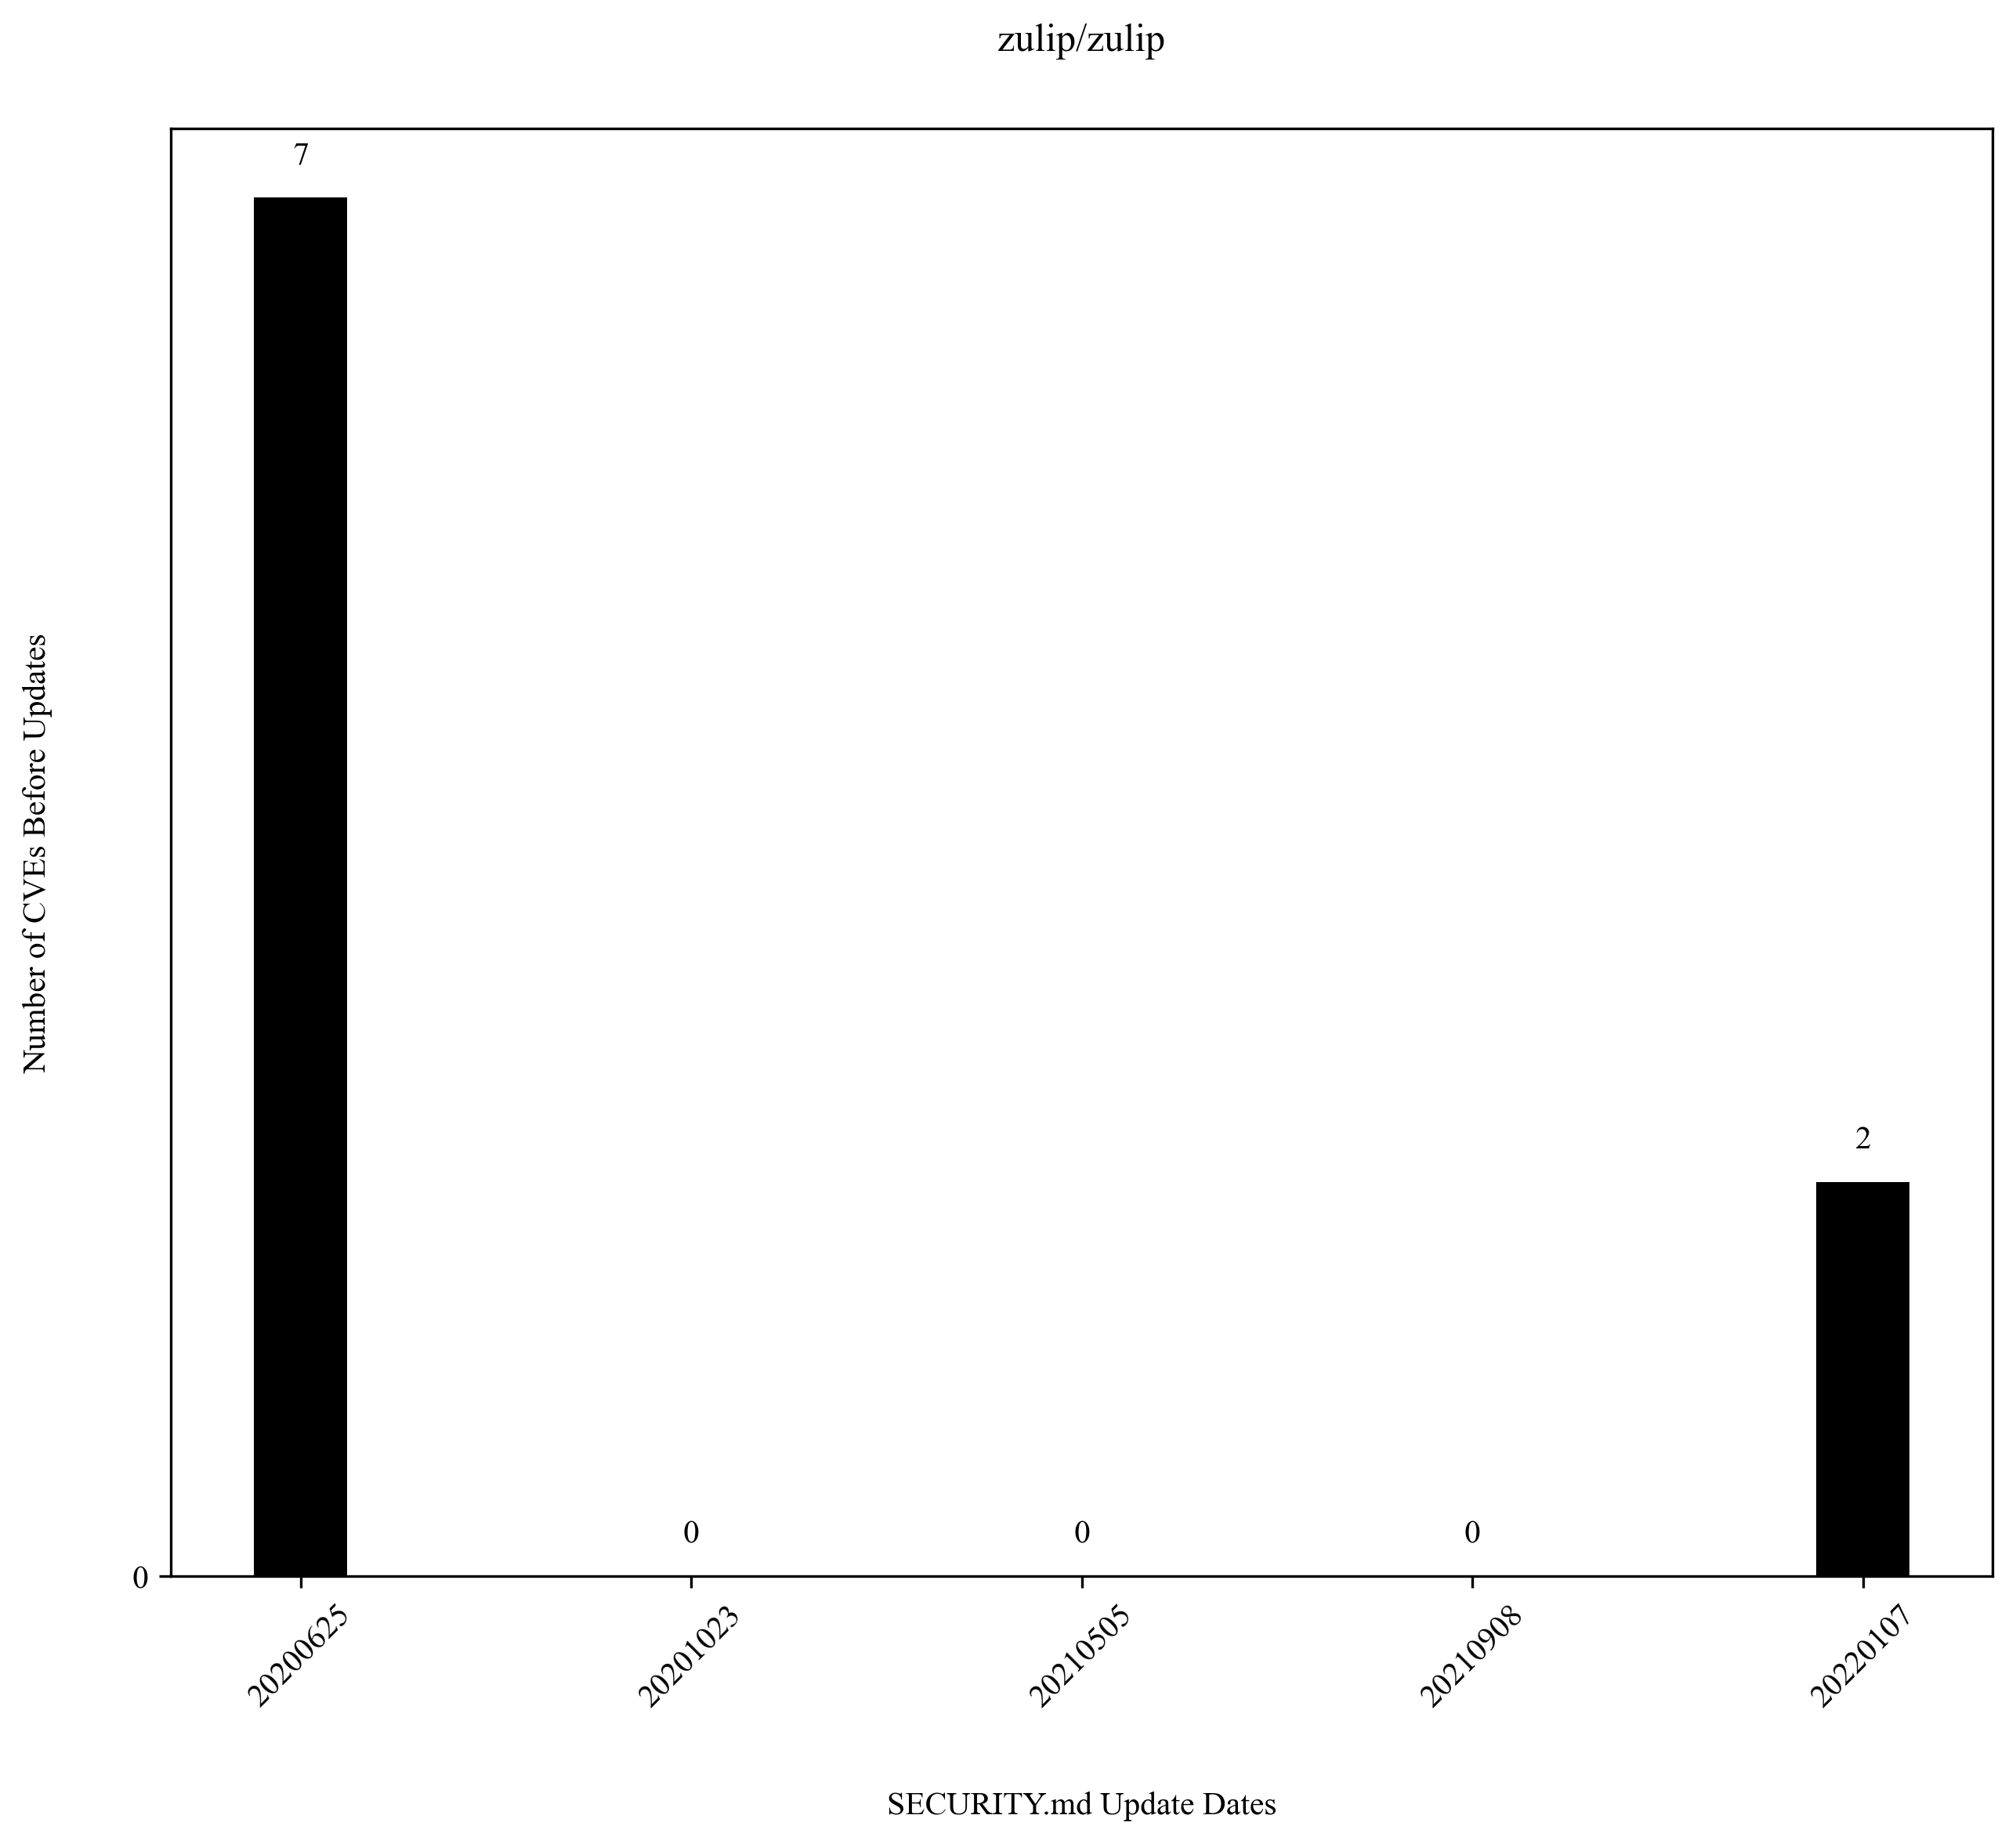 zulip/zulip
7
Number of CVEs Before Updates
2
0 0 0
0
20200625 20201023 20210505 20210908 20220107
SECURITY.md Update Dates